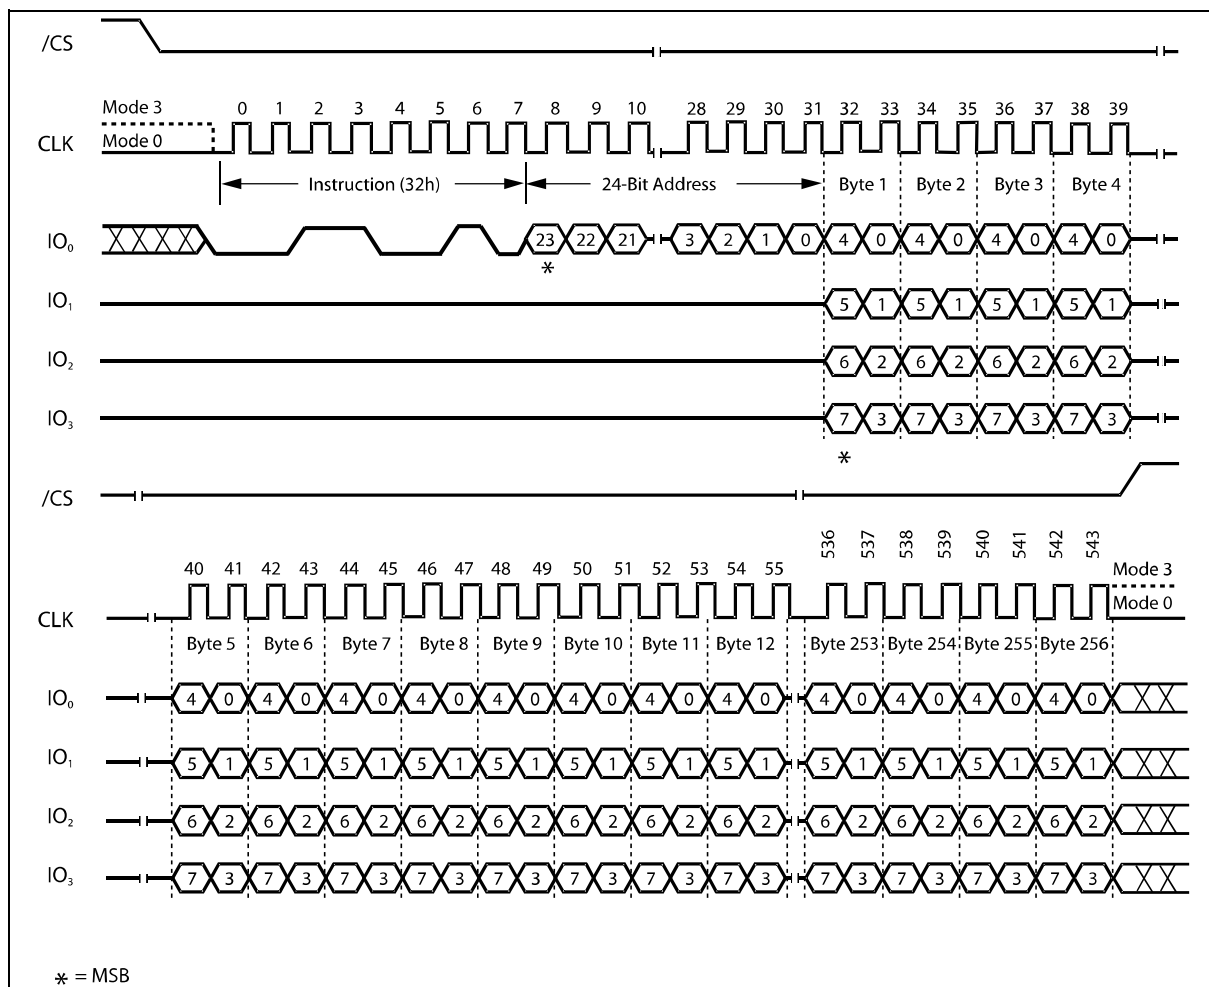 /CS
0 1 2 3 4 5 6 7 8 9 10 28 29 30 31 32 33 34 35 36 37 38 39
Mode 3
CLK Mode 0
Instruction (32h) 24-Bit Address Byte 1 Byte 2 Byte 3 Byte 4
IO₀ 23 22 21 3 2 1 0 4 0 4 0 4 0 4 0
*
IO₁ 5 1 5 1 5 1 5 1
IO₂ 6 2 6 2 6 2 6 2
IO₃ 7 3 7 3 7 3 7 3
*
/CS
536 537 538 539 540 541 542 543
40 41 42 43 44 45 46 47 48 49 50 51 52 53 54 55 Mode 3
CLK Mode 0
Byte 5 Byte 6 Byte 7 Byte 8 Byte 9 Byte 10 Byte 11 Byte 12 Byte 253 Byte 254 Byte 255 Byte 256
IO₀ 4 0 4 0 4 0 4 0 4 0 4 0 4 0 4 0 4 0 4 0 4 0 4 0
IO₁ 5 1 5 1 5 1 5 1 5 1 5 1 5 1 5 1 5 1 5 1 5 1 5 1
IO₂ 6 2 6 2 6 2 6 2 6 2 6 2 6 2 6 2 6 2 6 2 6 2 6 2
IO₃ 7 3 7 3 7 3 7 3 7 3 7 3 7 3 7 3 7 3 7 3 7 3 7 3
* = MSB